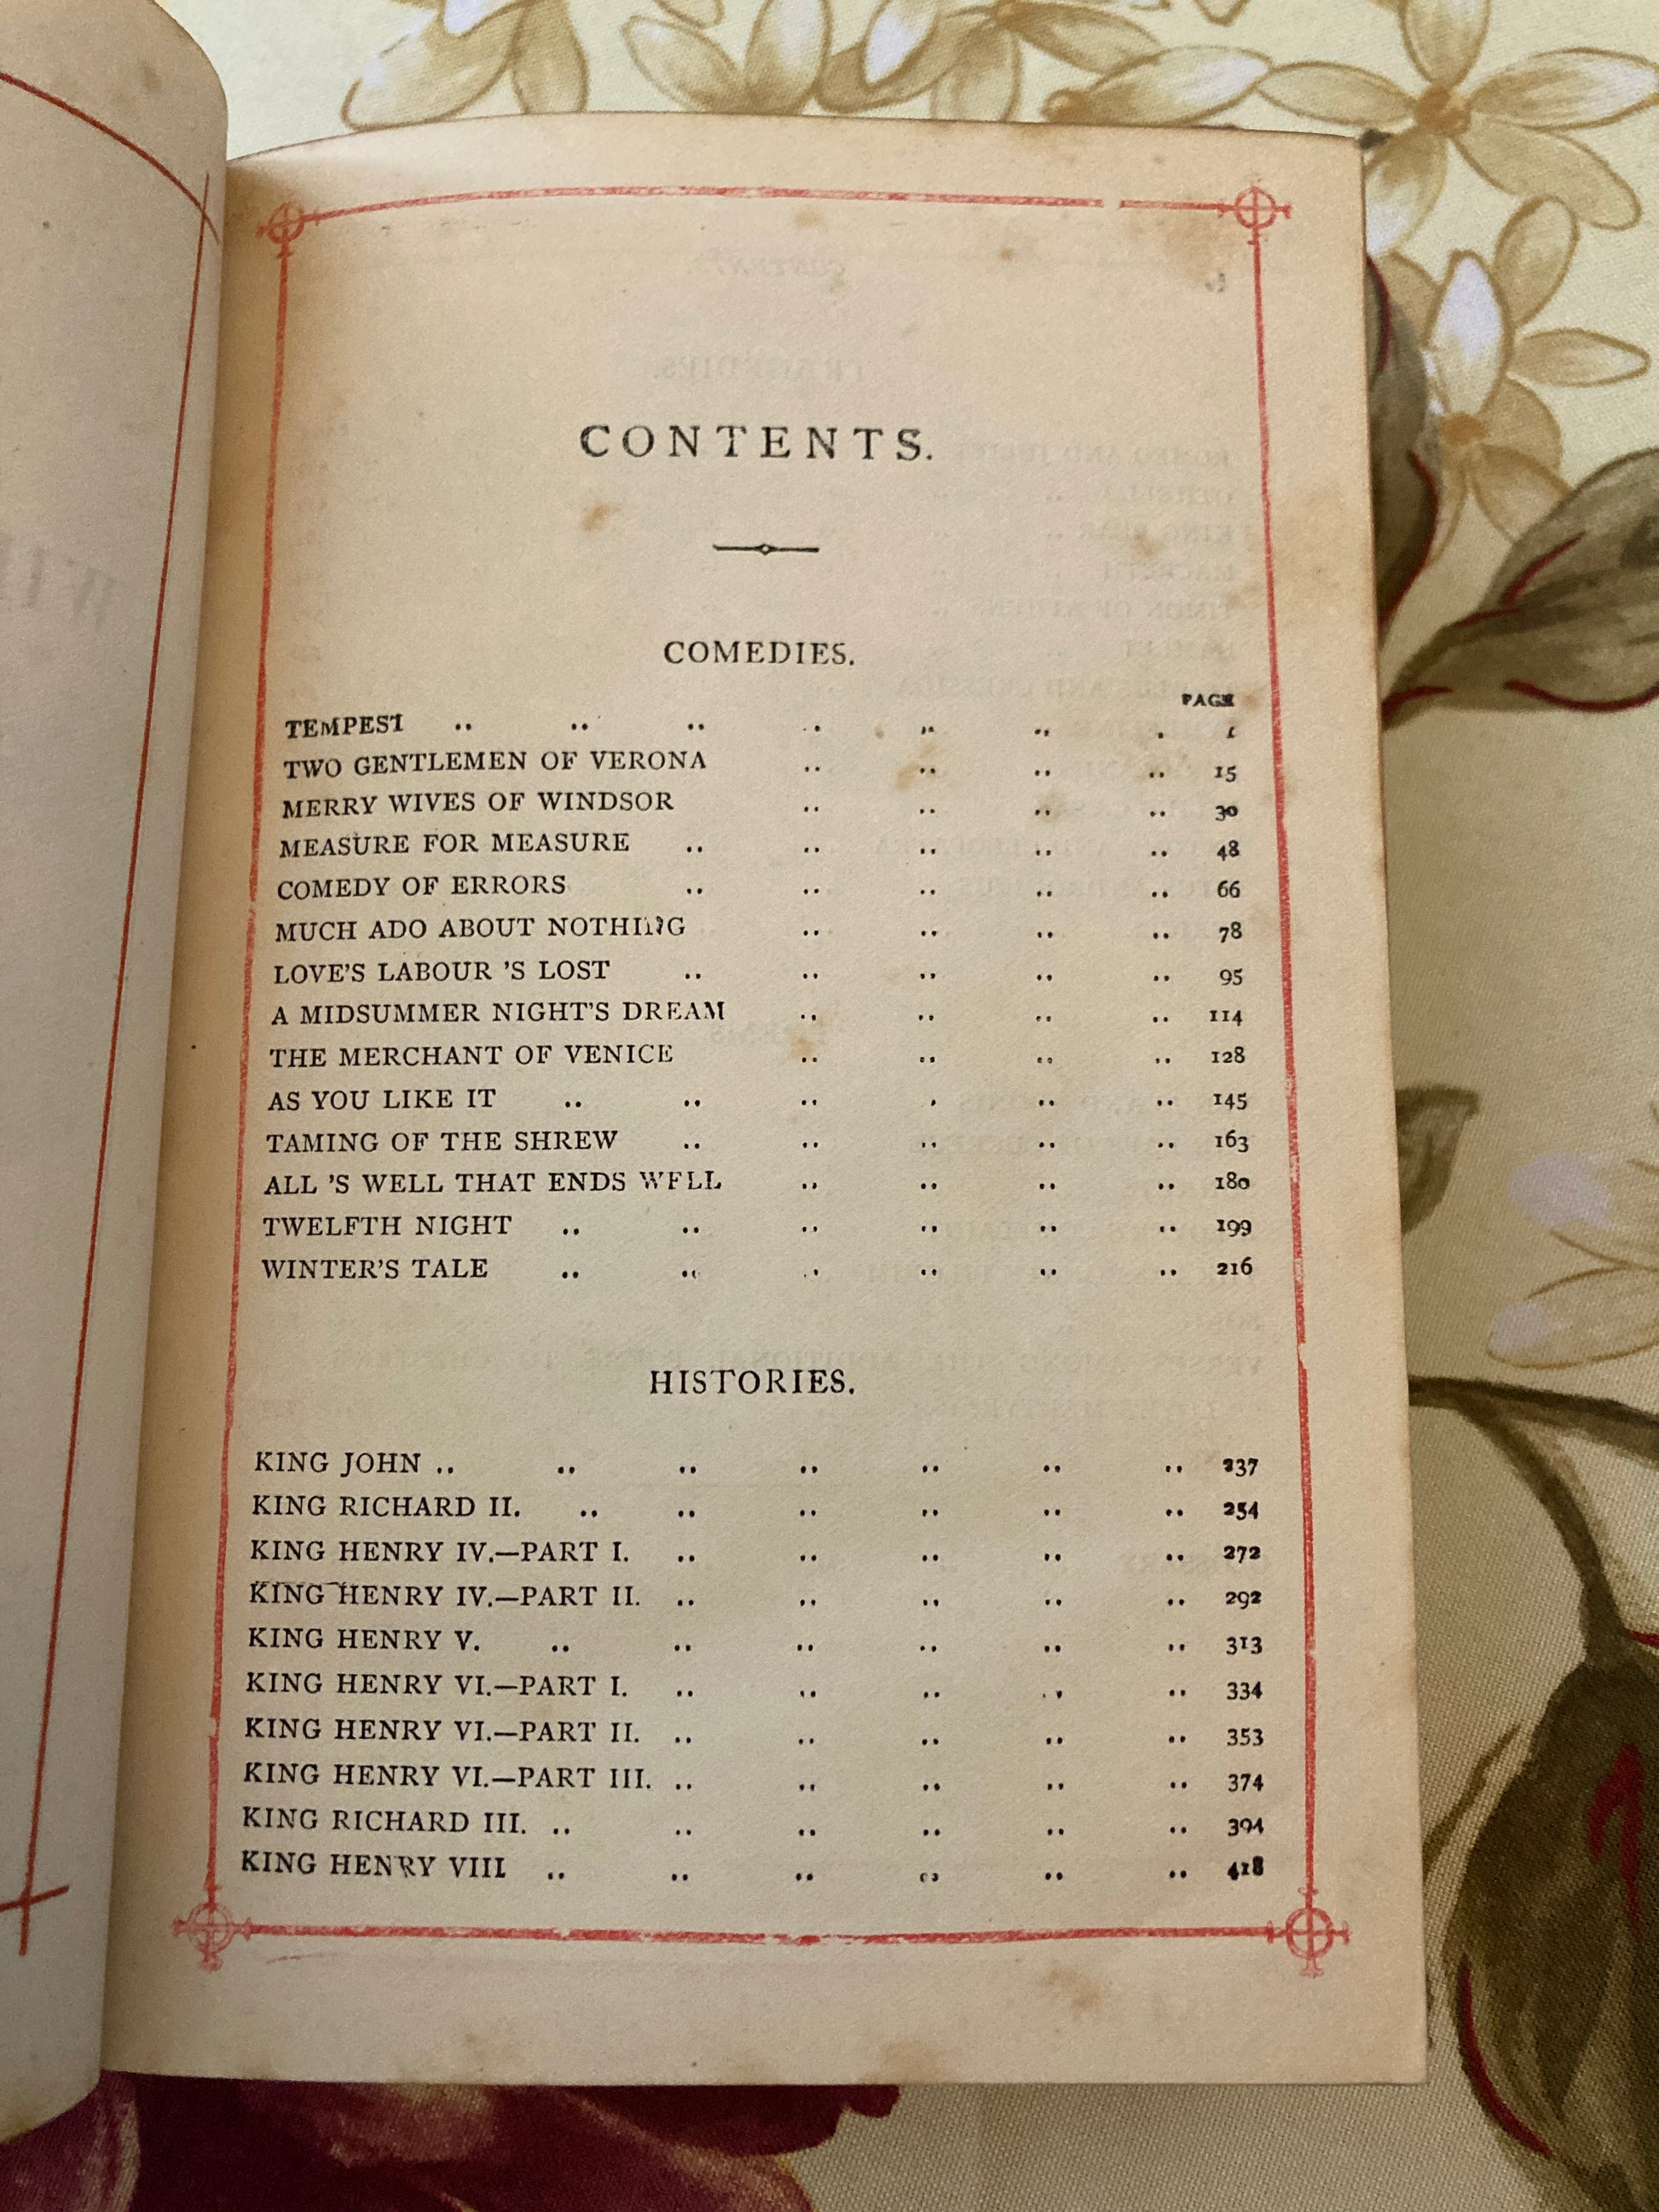 CONTENTS.
COMEDIES.
PAGE
TEMPEST .. .. .. .. .. .. . 1
TWO GENTLEMEN OF VERONA .. .. .. .. 15
MERRY WIVES OF WINDSOR .. .. .. .. 30
MEASURE FOR MEASURE .. .. .. .. .. 48
COMEDY OF ERRORS .. .. .. .. .. 66
MUCH ADO ABOUT NOTHING .. .. .. .. 78
LOVE'S LABOUR 'S LOST .. .. .. .. .. 95
A MIDSUMMER NIGHT'S DREAM .. .. .. .. 114
THE MERCHANT OF VENICE .. .. .. .. 128
AS YOU LIKE IT .. .. .. . .. .. 145
TAMING OF THE SHREW .. .. .. .. .. 163
ALL 'S WELL THAT ENDS WELL .. .. .. .. 180
TWELFTH NIGHT .. .. .. .. .. .. 199
WINTER'S TALE .. .. .. .. .. .. 216
HISTORIES.
KING JOHN .. .. .. .. .. .. .. 237
KING RICHARD II. .. .. .. .. .. .. 254
KING HENRY IV.—PART I. .. .. .. .. .. 272
KING HENRY IV.—PART II. .. .. .. .. .. 292
KING HENRY V. .. .. .. .. .. .. 313
KING HENRY VI.—PART I. .. .. .. .. .. 334
KING HENRY VI.—PART II. .. .. .. .. .. 353
KING HENRY VI.—PART III. .. .. .. .. .. 374
KING RICHARD III. .. .. .. .. .. .. 394
KING HENRY VIII .. .. .. .. .. .. 418